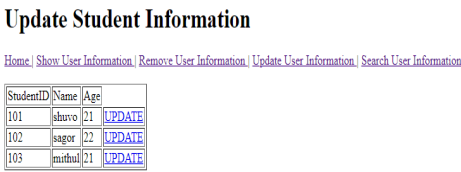 Update Student Information
Home | Show User Information | Remove User Information | Update User Information | Search User Information
StudentID Name Age
101 shuvo 21 UPDATE
102 sagor 22 UPDATE
103 mithul 21 UPDATE